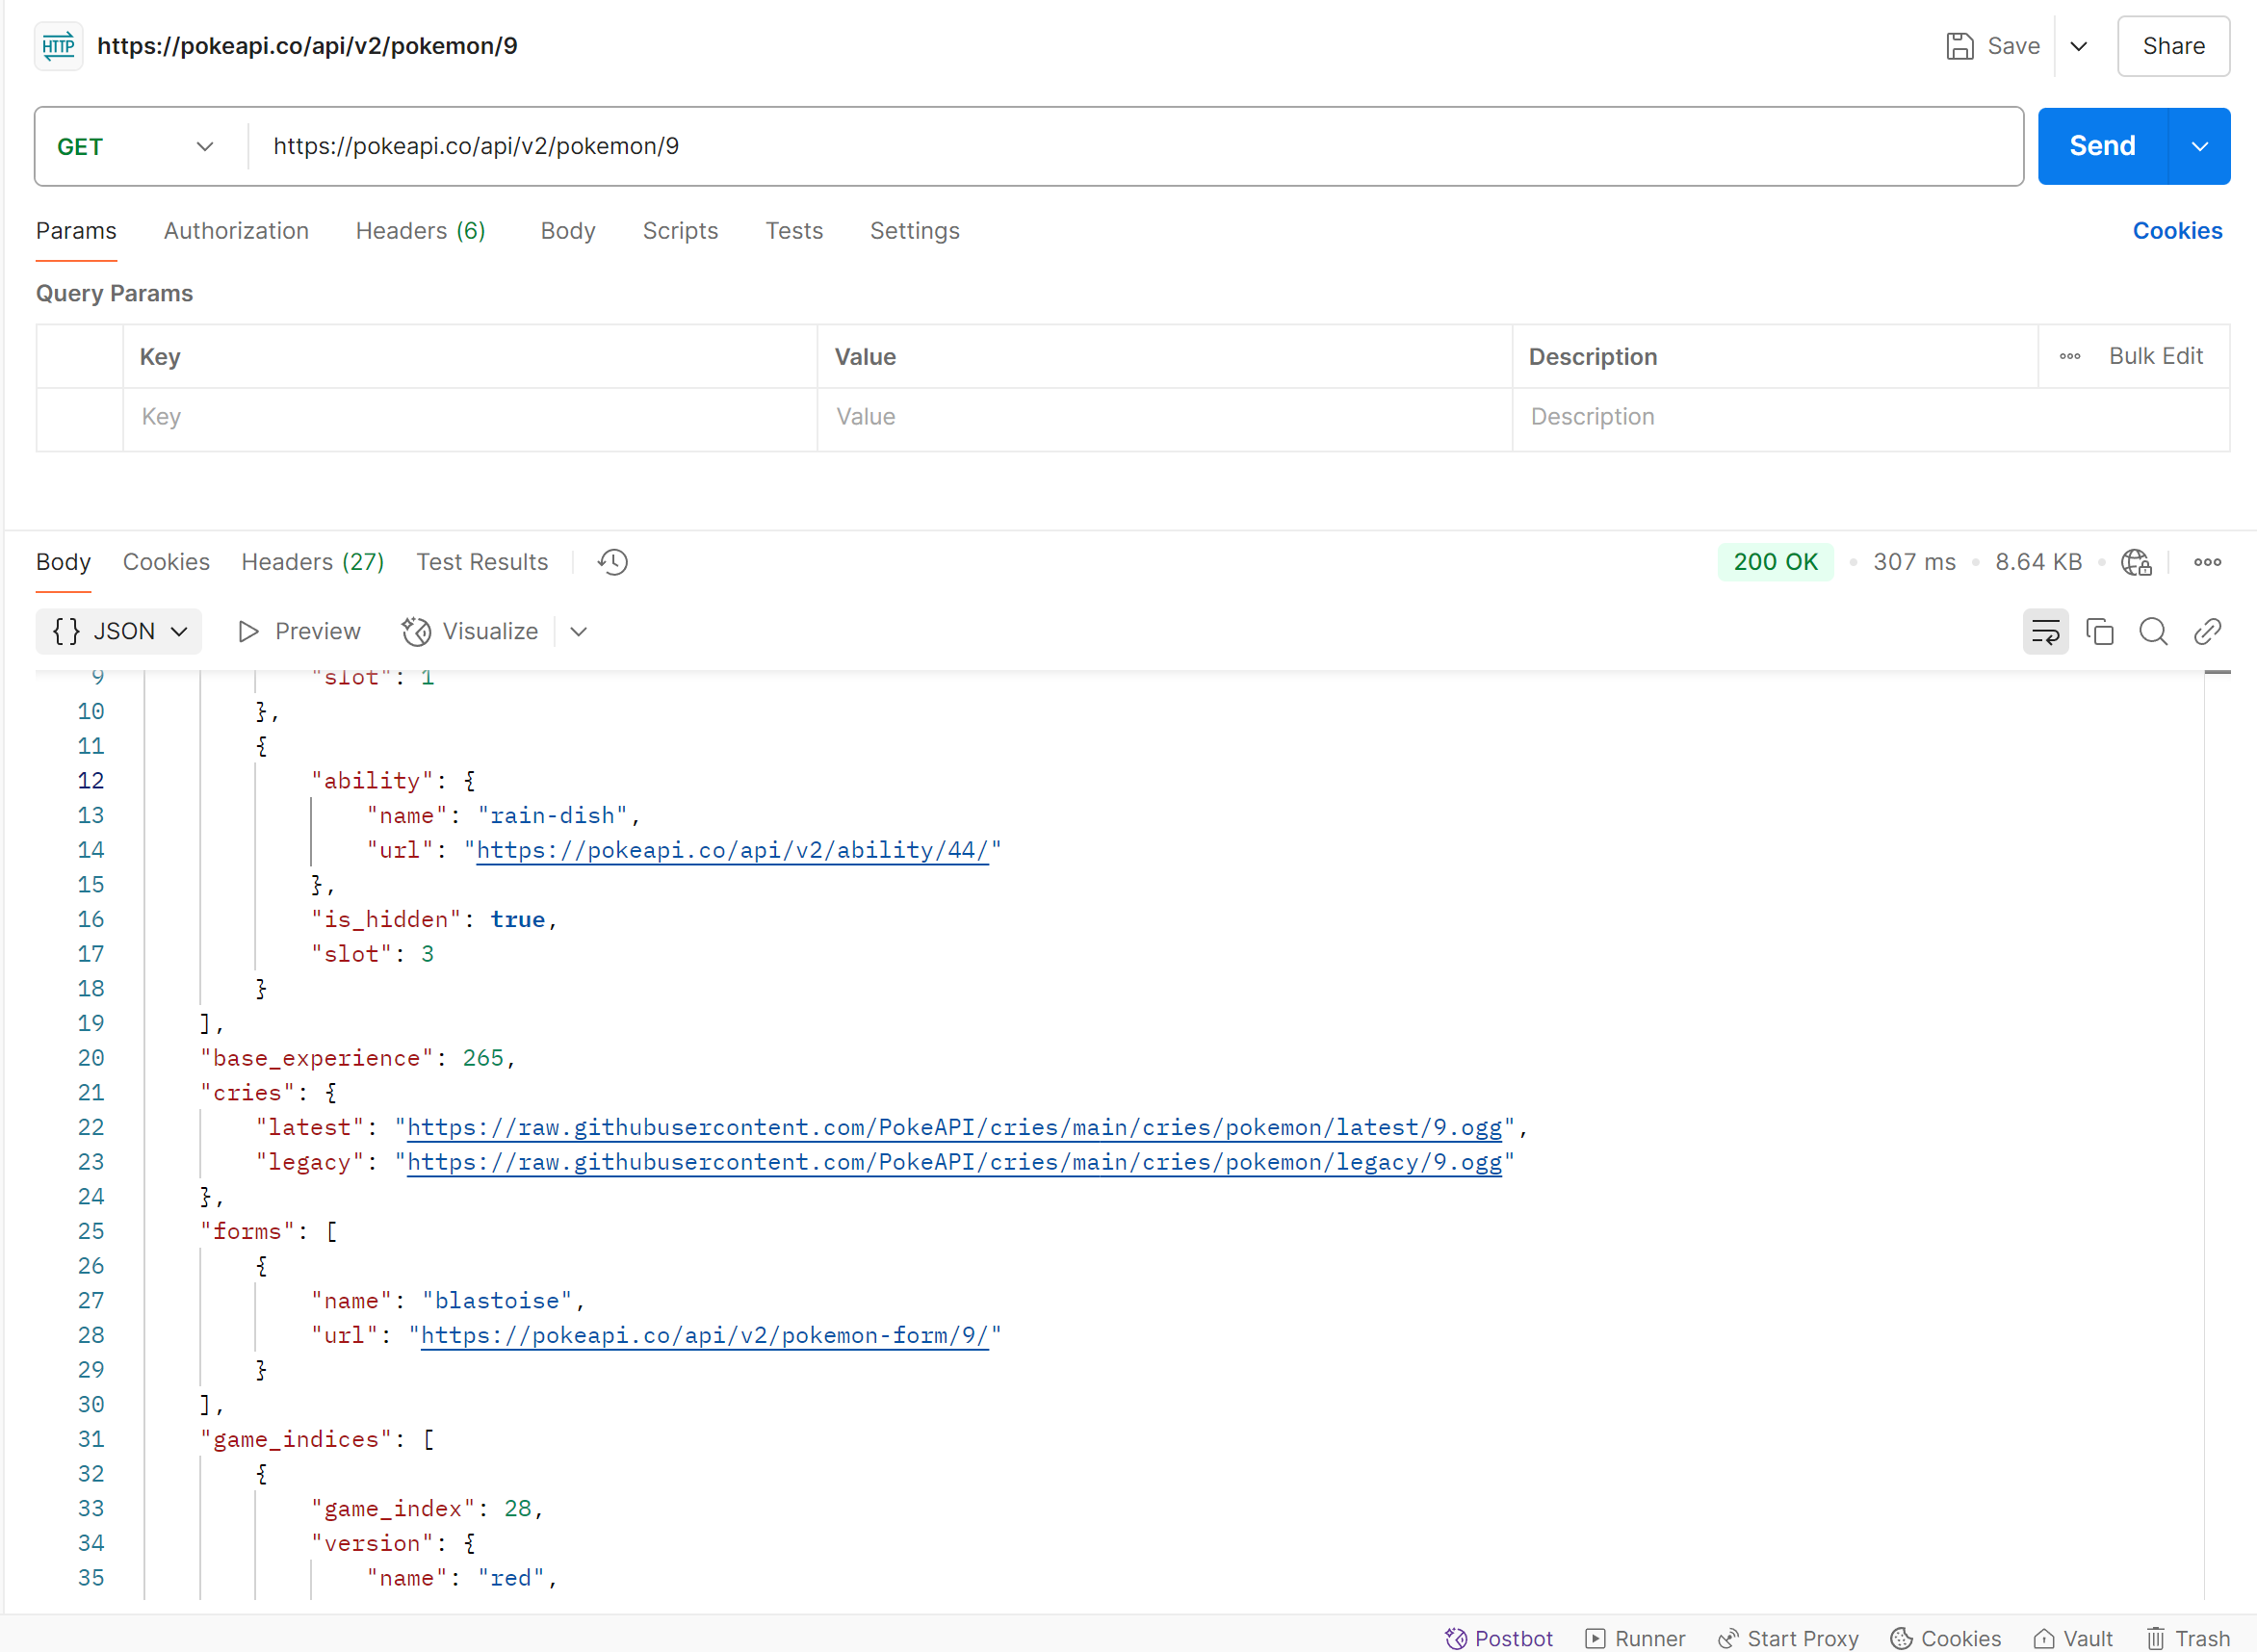 HTTP https://pokeapi.co/api/v2/pokemon/9 Save Share
GET https://pokeapi.co/api/v2/pokemon/9 Send
Params Authorization Headers (6) Body Scripts Tests Settings Cookies
Query Params
Key Value Description Bulk Edit
Key Value Description
Body Cookies Headers (27) Test Results 200 OK • 307 ms • 8.64 KB •
{} JSON Preview Visualize
9 "slot": 1
10 },
11 {
12 "ability": {
13 "name": "rain-dish",
14 "url": "https://pokeapi.co/api/v2/ability/44/"
15 },
16 "is_hidden": true,
17 "slot": 3
18 }
19 ],
20 "base_experience": 265,
21 "cries": {
22 "latest": "https://raw.githubusercontent.com/PokeAPI/cries/main/cries/pokemon/latest/9.ogg",
23 "legacy": "https://raw.githubusercontent.com/PokeAPI/cries/main/cries/pokemon/legacy/9.ogg"
24 },
25 "forms": [
26 {
27 "name": "blastoise",
28 "url": "https://pokeapi.co/api/v2/pokemon-form/9/"
29 }
30 ],
31 "game_indices": [
32 {
33 "game_index": 28,
34 "version": {
35 "name": "red",
Postbot Runner Start Proxy Cookies Vault Trash